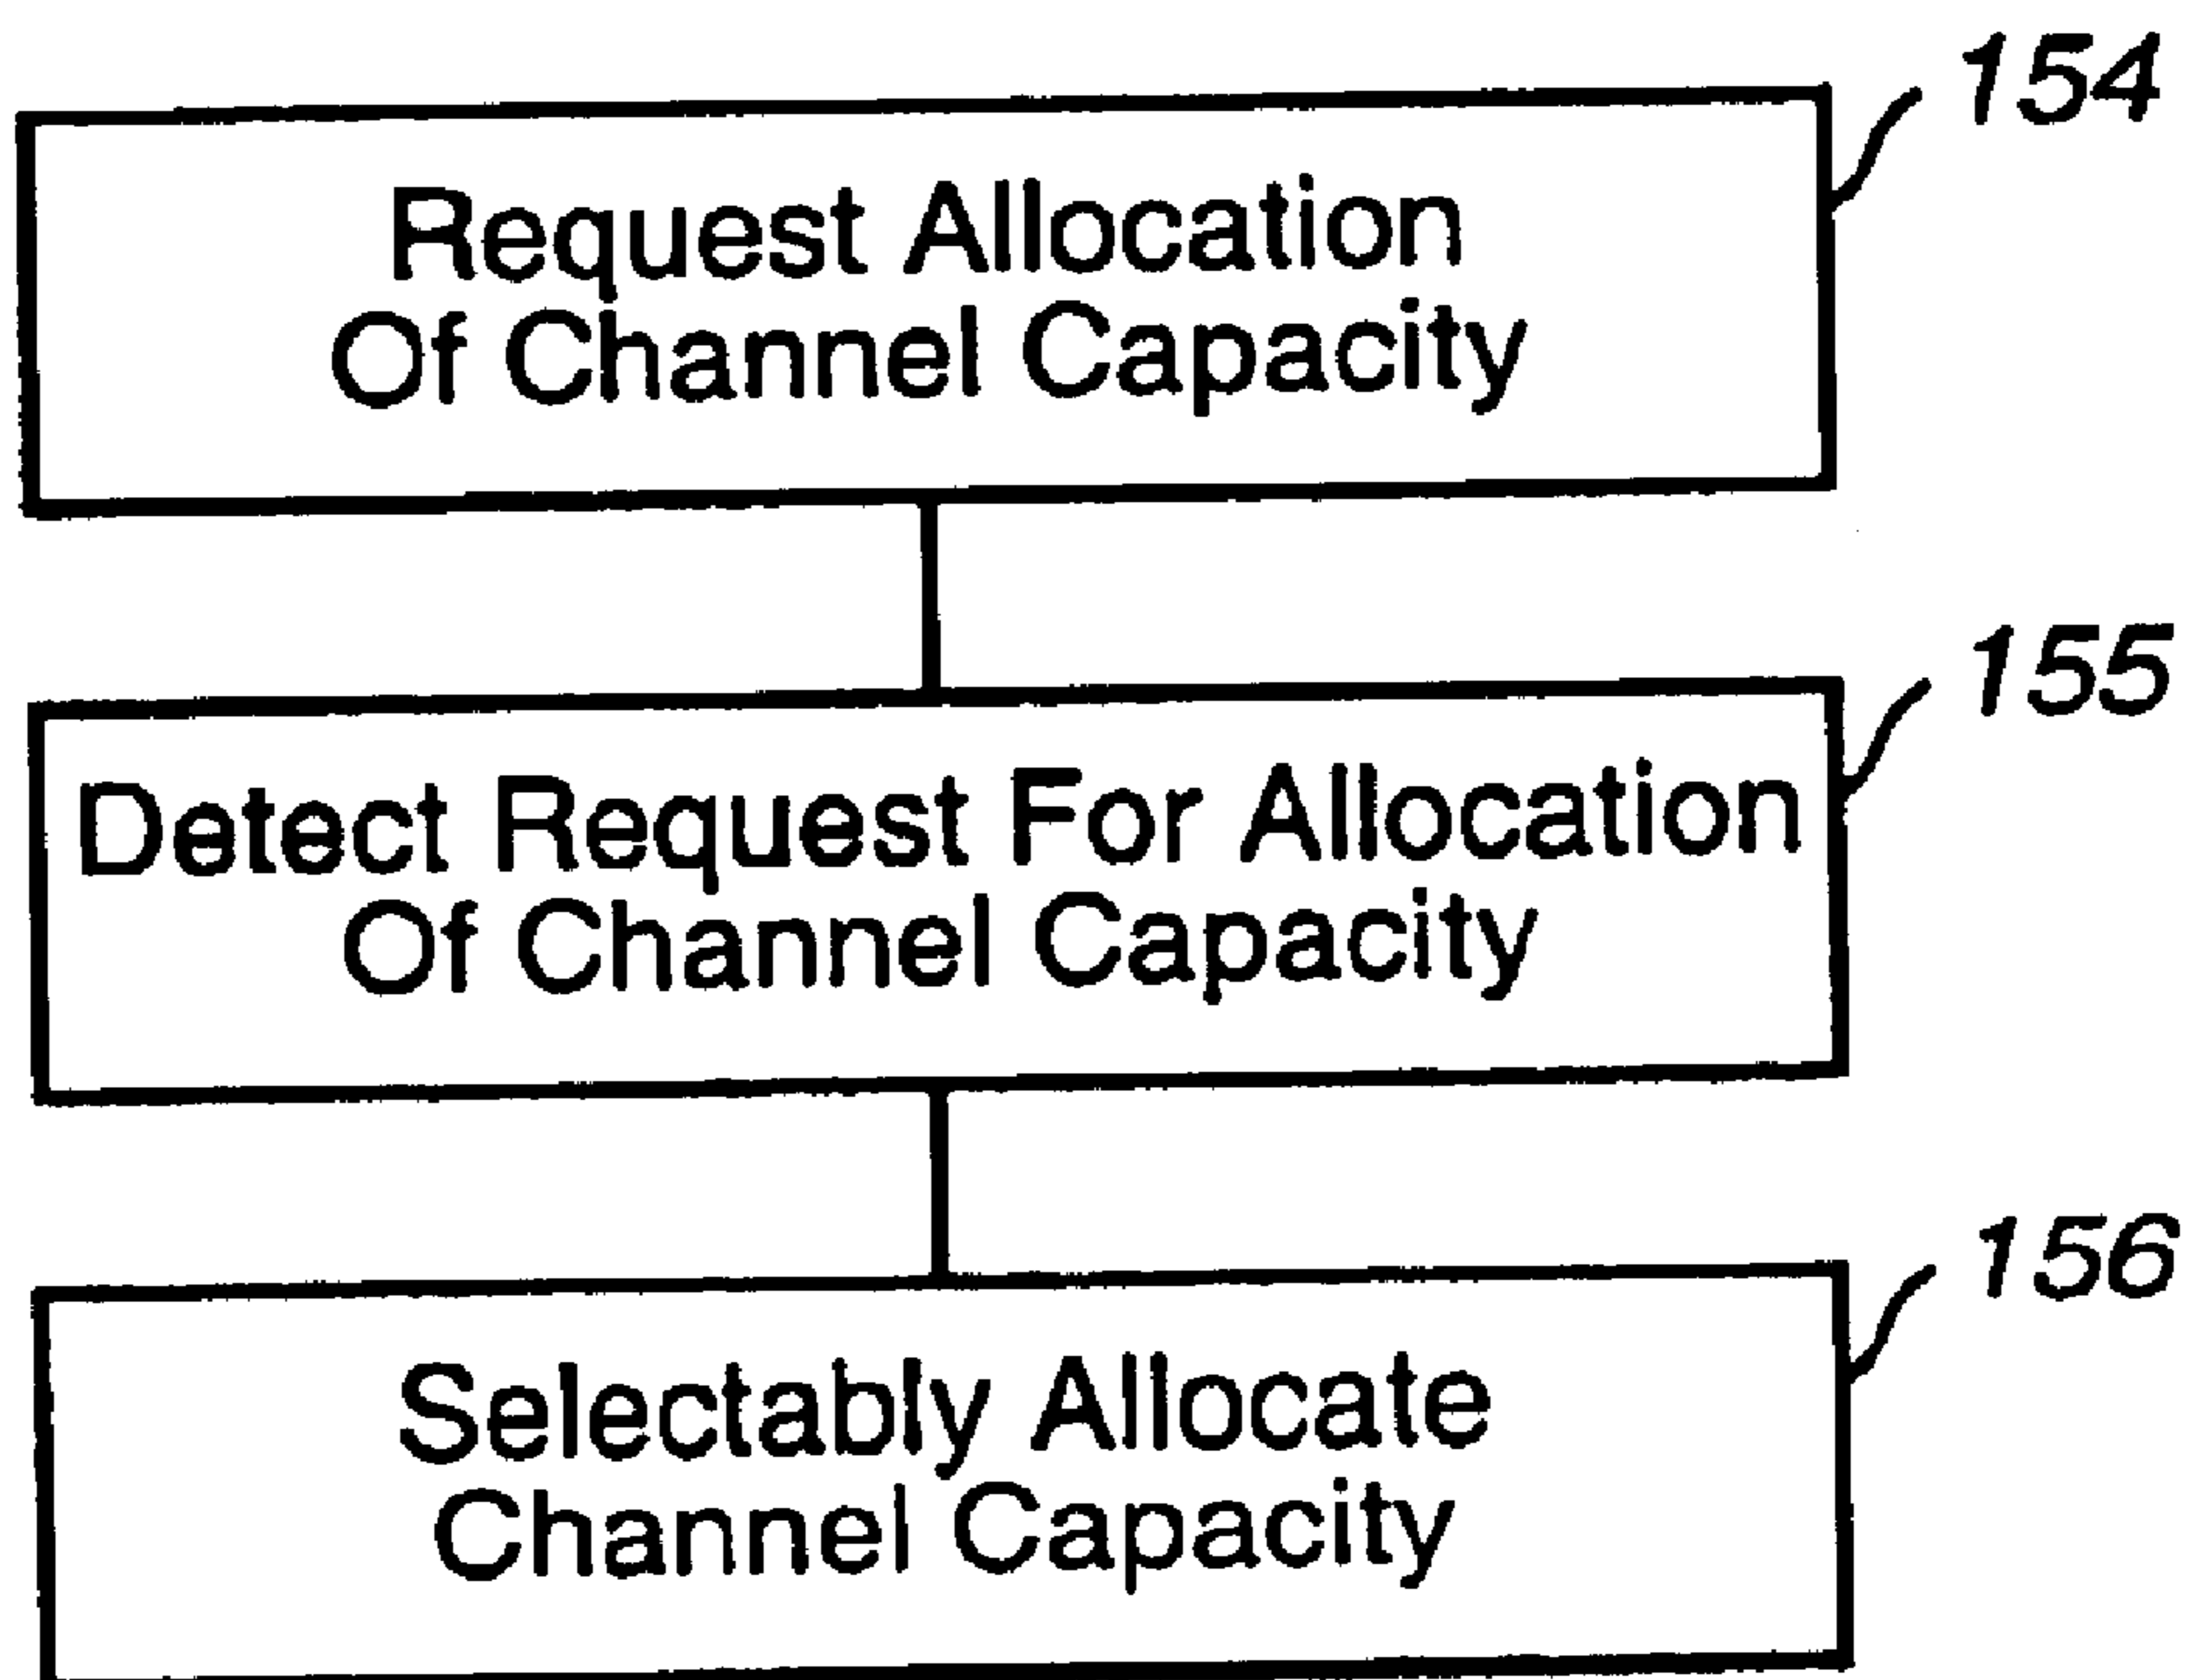 154
Request Allocation
Of Channel Capacity
155
Detect Request For Allocation
Of Channel Capacity
156
Selectably Allocate
Channel Capacity